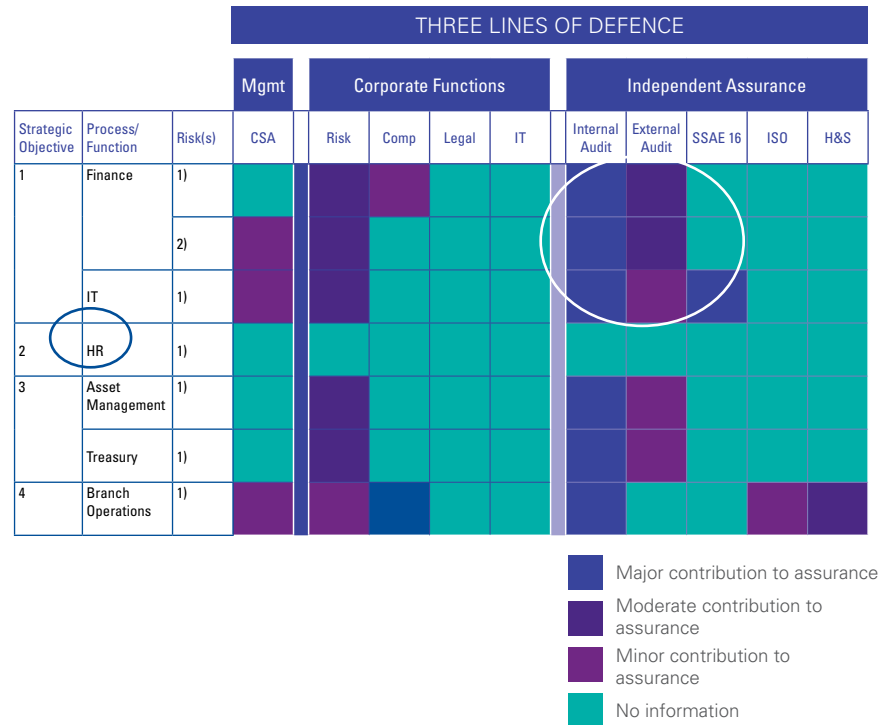 THREE LINES OF DEFENCE
Mgmt Corporate Functions Independent Assurance
Strategic Objective Process/ Function Risk(s) CSA Risk Comp Legal IT Internal Audit External Audit SSAE 16 ISO H&S
1 Finance 1)
2)
IT 1)
2 HR 1)
3 Asset Management 1)
Treasury 1)
4 Branch Operations 1)
Major contribution to assurance
Moderate contribution to
assurance
Minor contribution to
assurance
No information